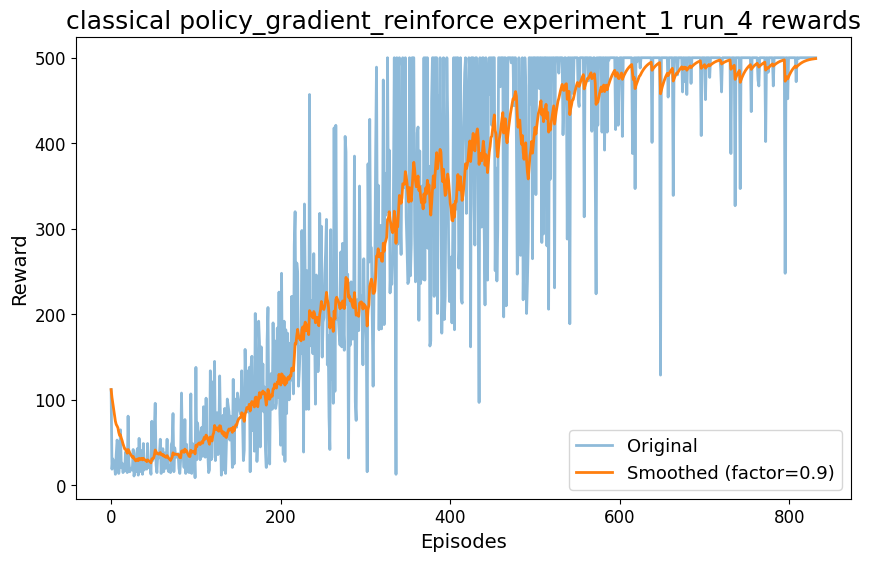 classical policy_gradient_reinforce experiment_1 run_4 rewards
Reward
500
400
300
200
100
0
0 200 400 600 800
Episodes
Original
Smoothed (factor=0.9)